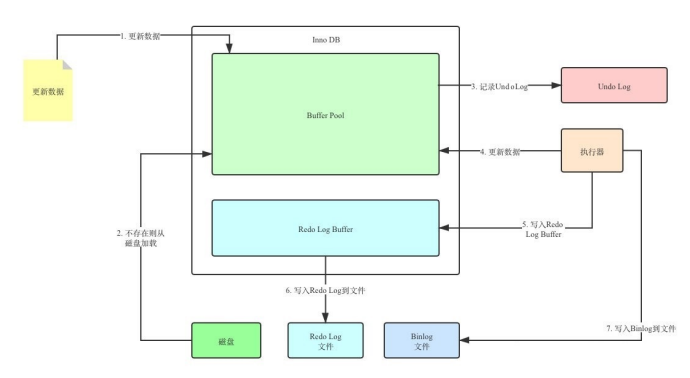 1. 更新数据
Inno DB
更新数据
Buffer Pool
3. 记录UndoLog
Undo Log
4. 更新数据
执行器
2. 不存在则从
磁盘加载
Redo Log Buffer
5. 写入Redo
Log Buffer
6. 写入Redo Log到文件
7. 写入Binlog到文件
磁盘
Redo Log
文件
Binlog
文件